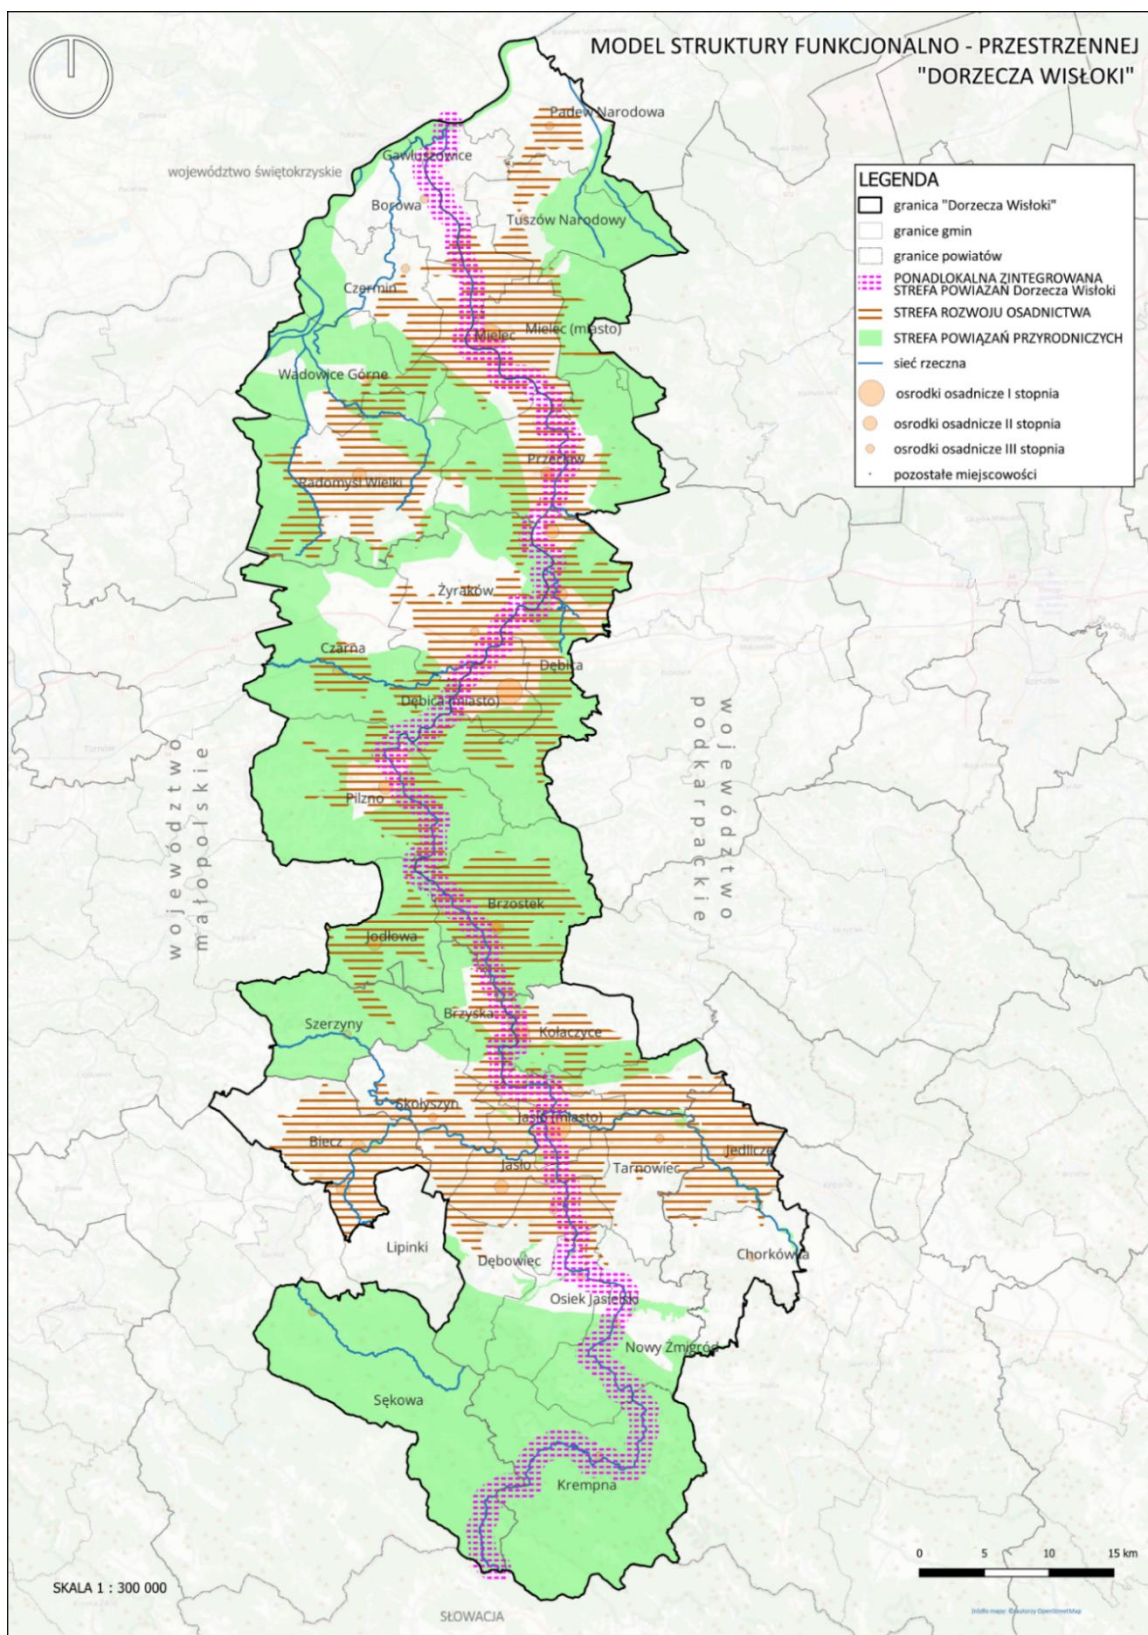 MODEL STRUKTURY FUNKCJONALNO - PRZESTRZENNEJ
"DORZECZA WISŁOKI"
Padew Narodowa
Gawłuszowice
województwo świętokrzyskie
LEGENDA
granica "Dorzecza Wisłoki"
granice gmin
granice powiatów
PONADLOKALNA ZINTEGROWANA
STREFA POWIĄZAŃ Dorzecza Wisłoki
STREFA ROZWOJU OSADNICTWA
STREFA POWIĄZAŃ PRZYRODNICZYCH
sieć rzeczna
osrodki osadnicze I stopnia
osrodki osadnicze II stopnia
osrodki osadnicze III stopnia
pozostałe miejscowości
Borowa
Tuszów Narodowy
Czermin
Mielec (miasto)
Mielec
Wadowice Górne
Przecław
Radomyśl Wielki
Żyraków
Czarna
Dębica
Dębica (miasto)
województwo
małopolskie
województwo
podkarpackie
Pilzno
Brzostek
Jodłowa
Brzyska
Szerzyny
Kołaczyce
Skołyszyn
Jasło (miasto)
Biecz
Jasło
Tarnowiec
Jedlicze
Lipinki
Dębowiec
Chorkówka
Osiek Jasielski
Nowy Żmigród
Sękowa
Krempna
0 5 10 15 km
SKALA 1 : 300 000
SŁOWACJA